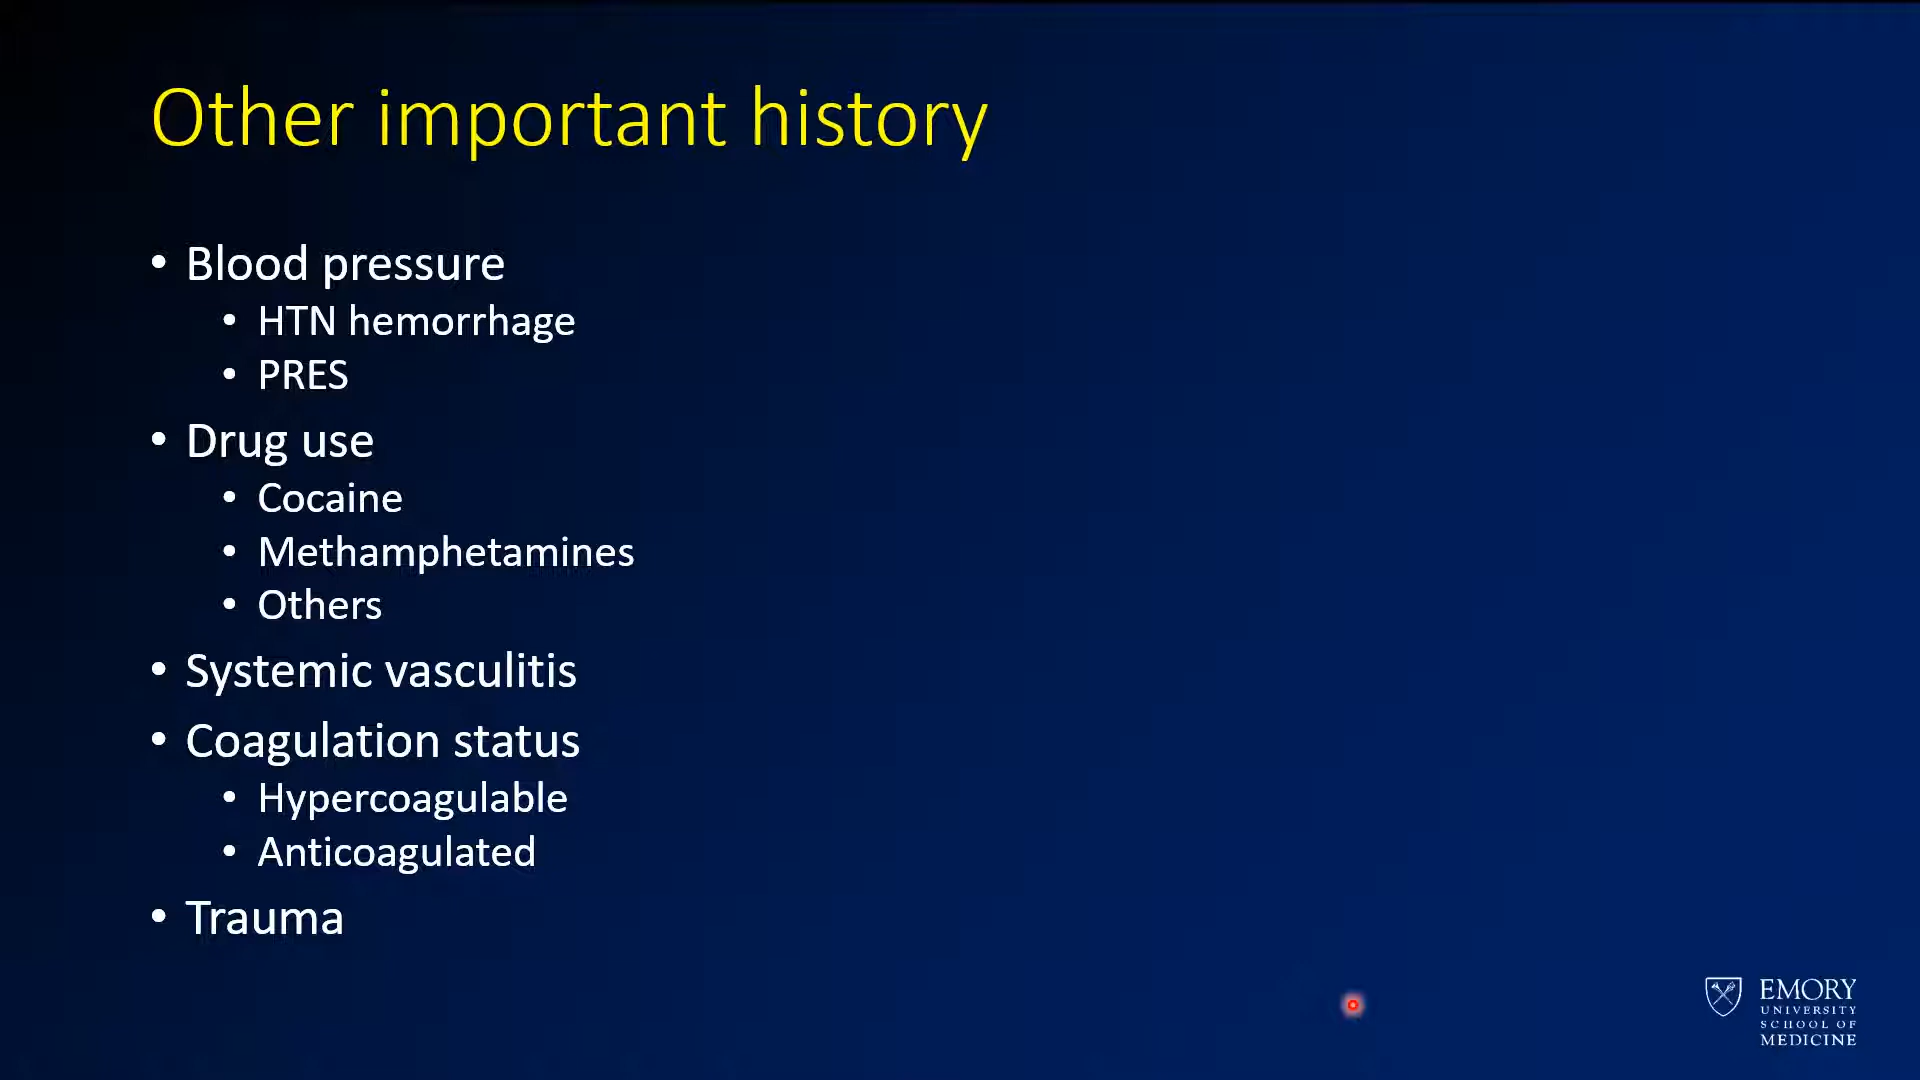 Other important history
• Blood pressure
• HTN hemorrhage
• PRES
• Drug use
• Cocaine
• Methamphetamines
• Others
• Systemic vasculitis
• Coagulation status
• Hypercoagulable
• Anticoagulated
• Trauma
EMORY
UNIVERSITY
SCHOOL OF
MEDICINE